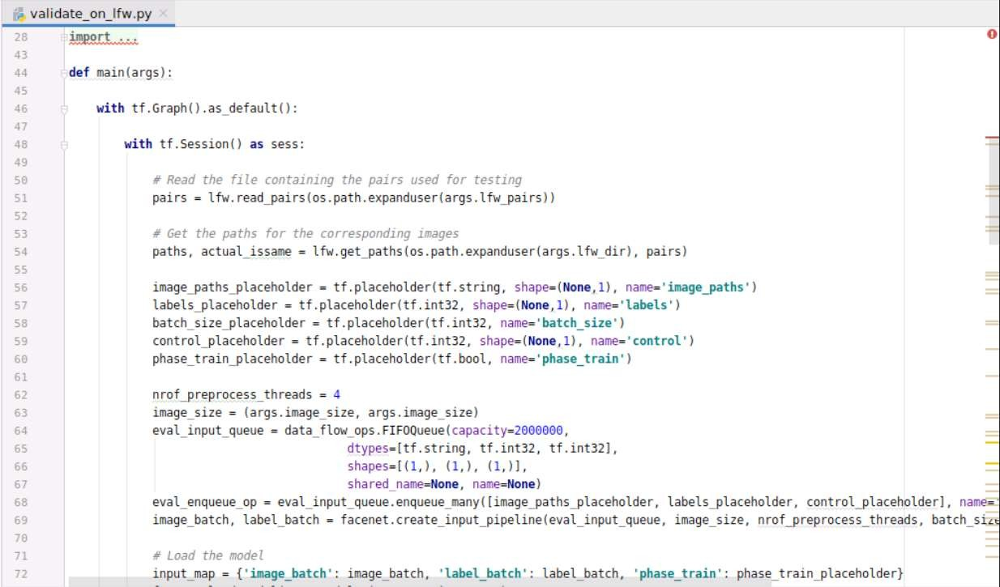 validate_on_lfw.py
28 import ...
43
44 def main(args):
45
46 with tf.Graph().as_default():
47
48 with tf.Session() as sess:
49
50 # Read the file containing the pairs used for testing
51 pairs = lfw.read_pairs(os.path.expanduser(args.lfw_pairs))
52
53 # Get the paths for the corresponding images
54 paths, actual_issame = lfw.get_paths(os.path.expanduser(args.lfw_dir), pairs)
55
56 image_paths_placeholder = tf.placeholder(tf.string, shape=(None,1), name='image_paths')
57 labels_placeholder = tf.placeholder(tf.int32, shape=(None,1), name='labels')
58 batch_size_placeholder = tf.placeholder(tf.int32, name='batch_size')
59 control_placeholder = tf.placeholder(tf.int32, shape=(None,1), name='control')
60 phase_train_placeholder = tf.placeholder(tf.bool, name='phase_train')
61
62 nrof_preprocess_threads = 4
63 image_size = (args.image_size, args.image_size)
64 eval_input_queue = data_flow_ops.FIFOQueue(capacity=2000000,
65 dtypes=[tf.string, tf.int32, tf.int32],
66 shapes=[(1,), (1,), (1,)],
67 shared_name=None, name=None)
68 eval_enqueue_op = eval_input_queue.enqueue_many([image_paths_placeholder, labels_placeholder, control_placeholder], name='
69 image_batch, label_batch = facenet.create_input_pipeline(eval_input_queue, image_size, nrof_preprocess_threads, batch_size
70
71 # Load the model
72 input_map = {'image_batch': image_batch, 'label_batch': label_batch, 'phase_train': phase_train_placeholder}